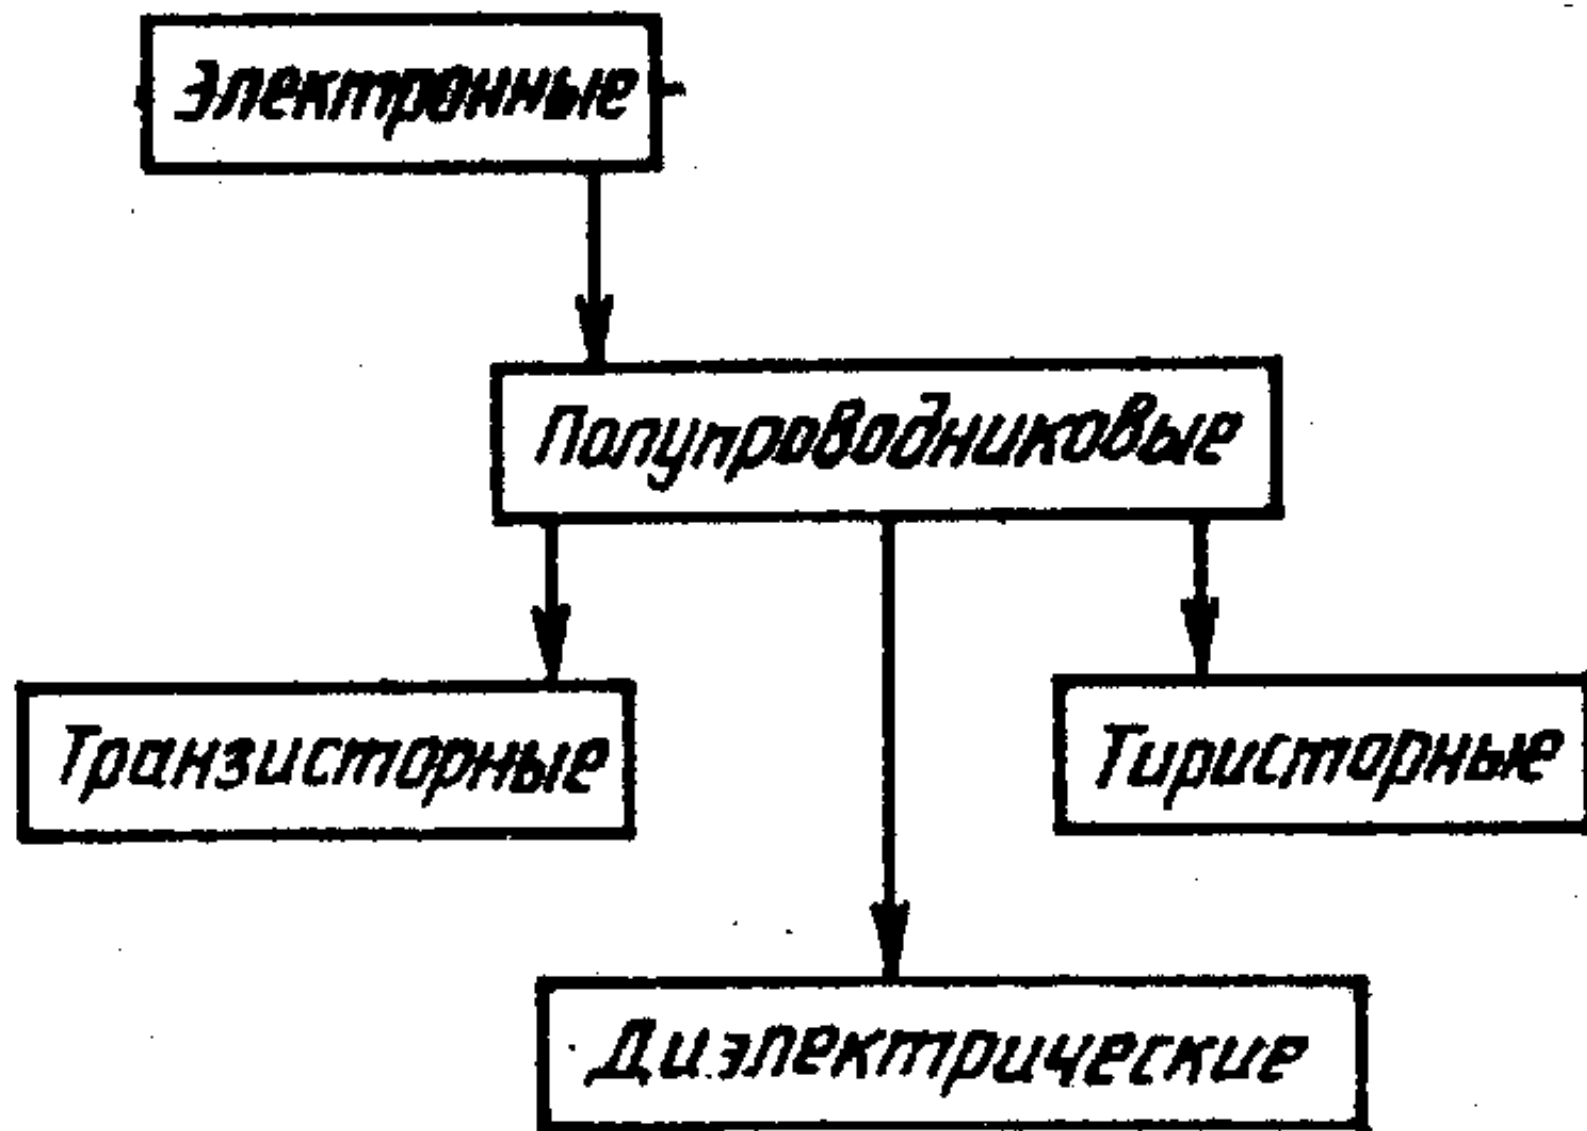 Электронные
Полупроводниковые
Транзисторные
Тиристорные
Диэлектрические